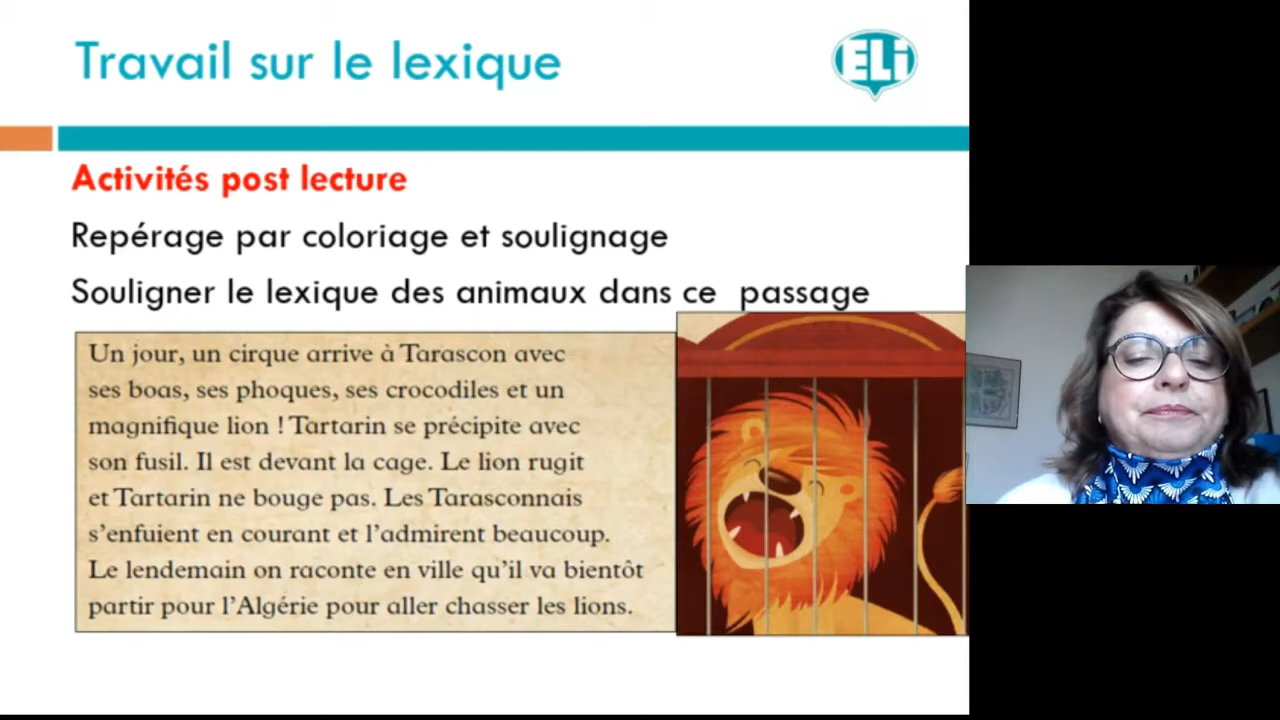 Travail sur le lexique
ELi
Activités post lecture
Repérage par coloriage et soulignage
Souligner le lexique des animaux dans ce passage
Un jour, un cirque arrive à Tarascon avec
ses boas, ses phoques, ses crocodiles et un
magnifique lion ! Tartarin se précipite avec
son fusil. Il est devant la cage. Le lion rugit
et Tartarin ne bouge pas. Les Tarasconnais
s’enfuient en courant et l’admirent beaucoup.
Le lendemain on raconte en ville qu’il va bientôt
partir pour l’Algérie pour aller chasser les lions.